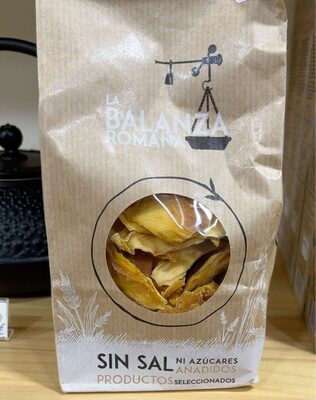 LA
BALANZA
ROMANA
SIN SAL NI AZÚCARES
AÑADIDOS
PRODUCTOS SELECCIONADOS